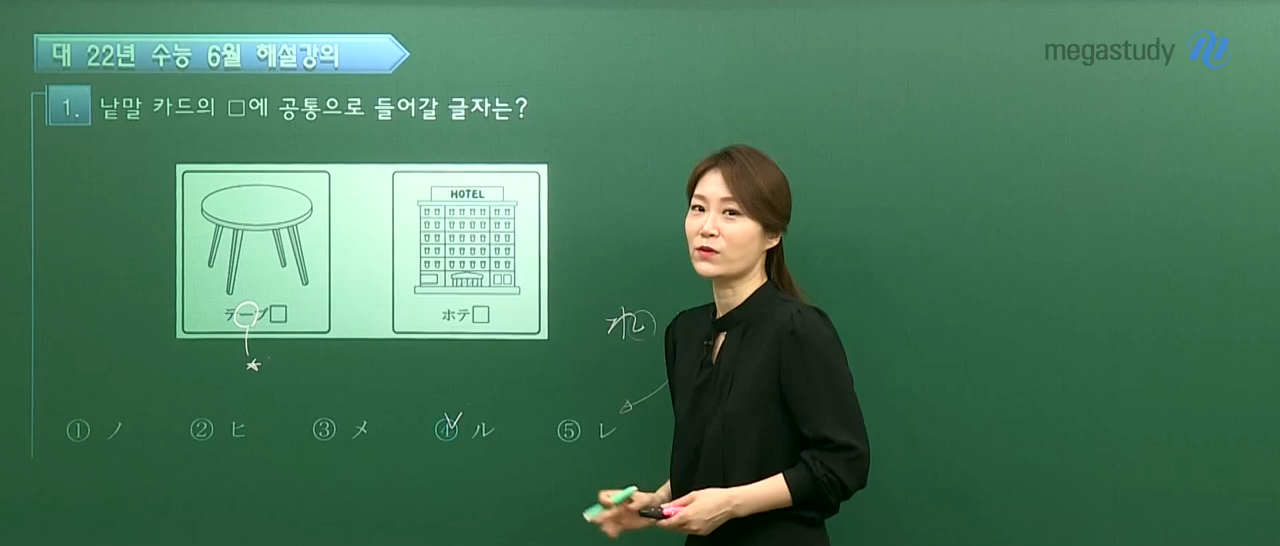 대 22년 수능 6월 해설강의
megastudy
1. 낱말 카드의 □에 공통으로 들어갈 글자는?
HOTEL
テーブ□ ホテ□
① ノ ② ヒ ③ メ ④ ル ⑤ レ